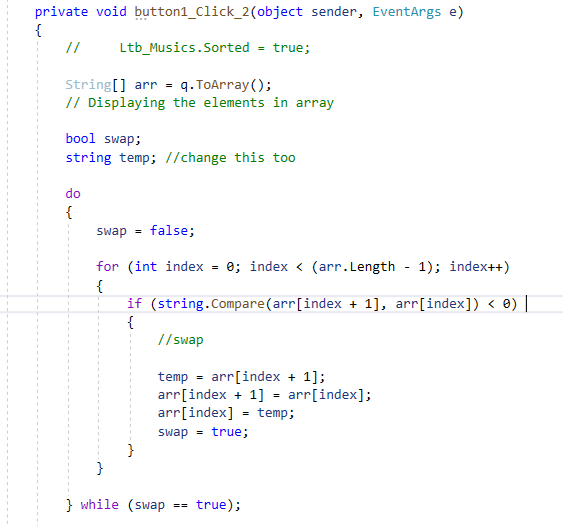 private void button1_Click_2(object sender, EventArgs e)
{
//     Ltb_Musics.Sorted = true;
String[] arr = q.ToArray();
// Displaying the elements in array
bool swap;
string temp; //change this too
do
{
swap = false;
for (int index = 0; index < (arr.Length - 1); index++)
{
if (string.Compare(arr[index + 1], arr[index]) < 0)
{
//swap
temp = arr[index + 1];
arr[index + 1] = arr[index];
arr[index] = temp;
swap = true;
}
}
} while (swap == true);